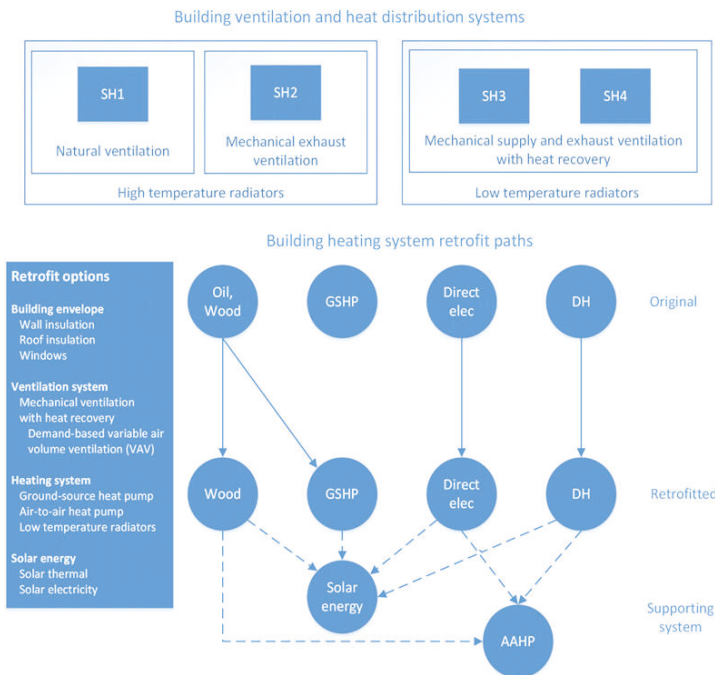 Building ventilation and heat distribution systems
SH1
SH2
SH3
SH4
Natural ventilation
Mechanical exhaust
ventilation
Mechanical supply and exhaust ventilation
with heat recovery
High temperature radiators
Low temperature radiators
Building heating system retrofit paths
Retrofit options
Building envelope
Wall insulation
Roof insulation
Windows
Ventilation system
Mechanical ventilation
with heat recovery
Demand-based variable air
volume ventilation (VAV)
Heating system
Ground-source heat pump
Air-to-air heat pump
Low temperature radiators
Solar energy
Solar thermal
Solar electricity
Oil,
Wood
GSHP
Direct
elec
DH
Original
Wood
GSHP
Direct
elec
DH
Retrofitted
Solar
energy
AAHP
Supporting
system